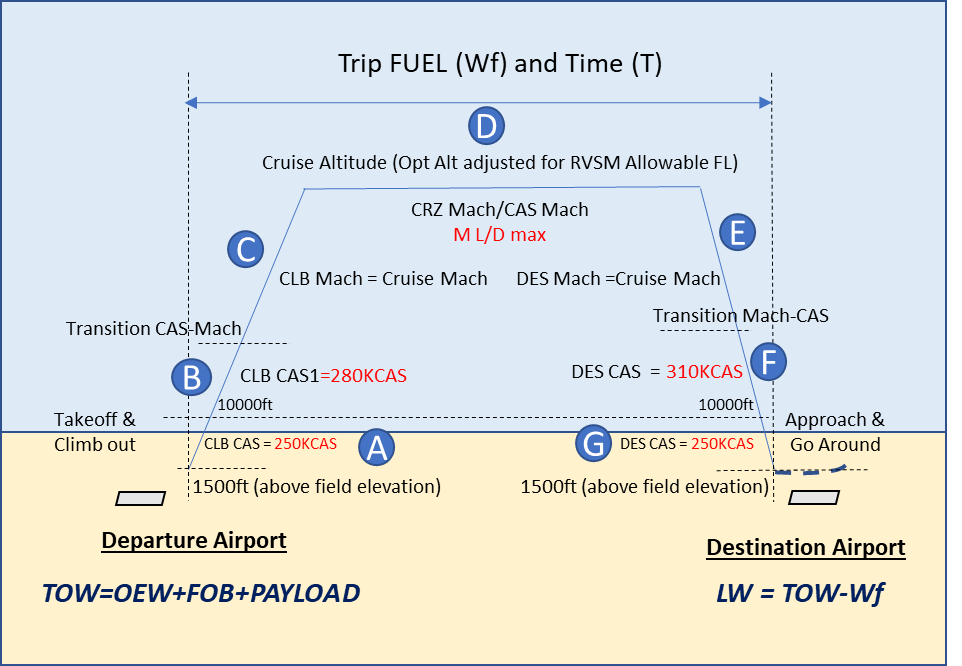 Trip FUEL (Wf) and Time (T)
D
Cruise Altitude (Opt Alt adjusted for RVSM Allowable FL)
CRZ Mach/CAS Mach
M L/D max
C
E
CLB Mach = Cruise Mach
DES Mach =Cruise Mach
Transition CAS-Mach
Transition Mach-CAS
B
CLB CAS1=280KCAS
DES CAS = 310KCAS
F
10000ft
10000ft
Takeoff &
Climb out
Approach &
Go Around
CLB CAS = 250KCAS
A
G
DES CAS = 250KCAS
1500ft (above field elevation)
1500ft (above field elevation)
Departure Airport
Destination Airport
TOW=OEW+FOB+PAYLOAD
LW = TOW-Wf